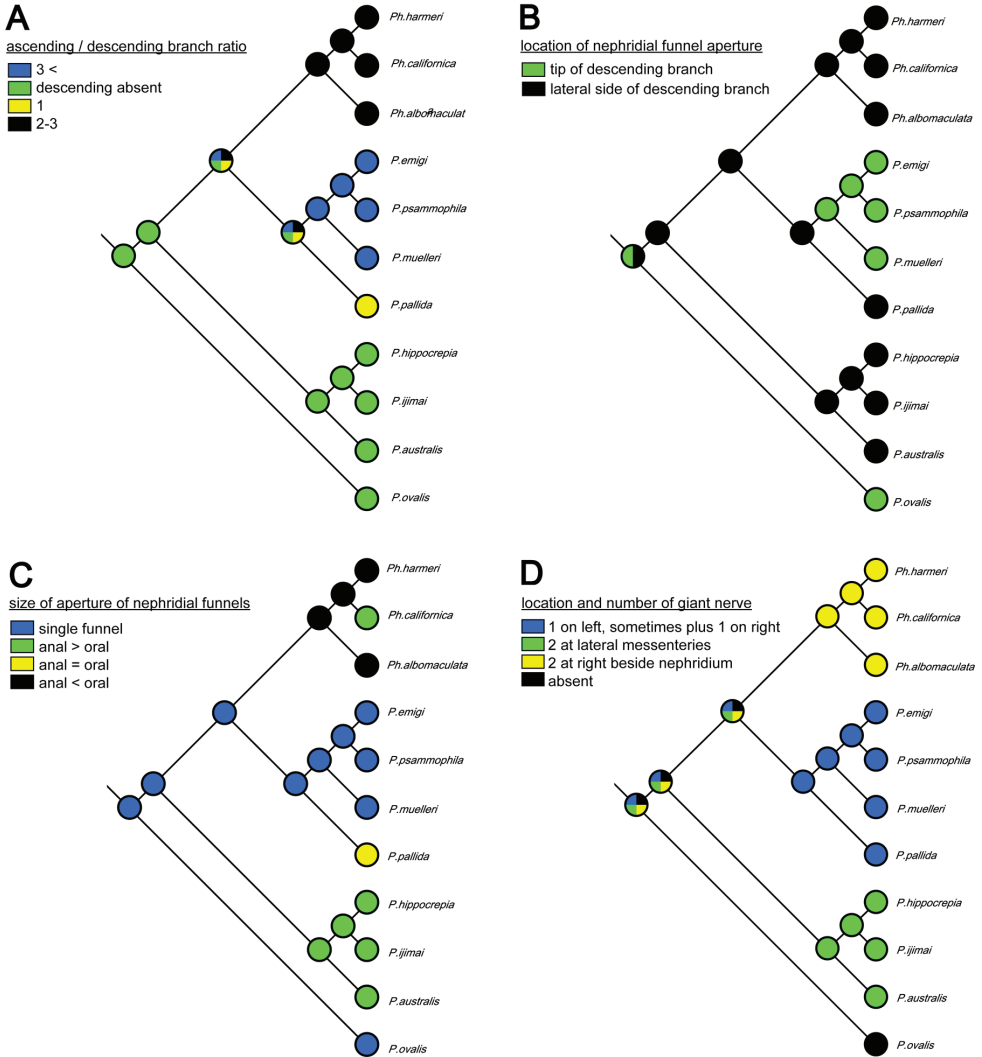 A
ascending / descending branch ratio
3 <
descending absent
1
2-3
Ph.harmeri
Ph.californica
Ph.albomaculat
a
P.emigi
P.psammophila
P.muelleri
P.pallida
P.hippocrepia
P.ijimai
P.australis
P.ovalis
B
location of nephridial funnel aperture
tip of descending branch
lateral side of descending branch
Ph.harmeri
Ph.californica
Ph.albomaculata
P.emigi
P.psammophila
P.muelleri
P.pallida
P.hippocrepia
P.ijimai
P.australis
P.ovalis
C
size of aperture of nephridial funnels
single funnel
anal > oral
anal = oral
anal < oral
Ph.harmeri
Ph.californica
Ph.albomaculata
P.emigi
P.psammophila
P.muelleri
P.pallida
P.hippocrepia
P.ijimai
P.australis
P.ovalis
D
location and number of giant nerve
1 on left, sometimes plus 1 on right
2 at lateral messenteries
2 at right beside nephridium
absent
Ph.harmeri
Ph.californica
Ph.albomaculata
P.emigi
P.psammophila
P.muelleri
P.pallida
P.hippocrepia
P.ijimai
P.australis
P.ovalis